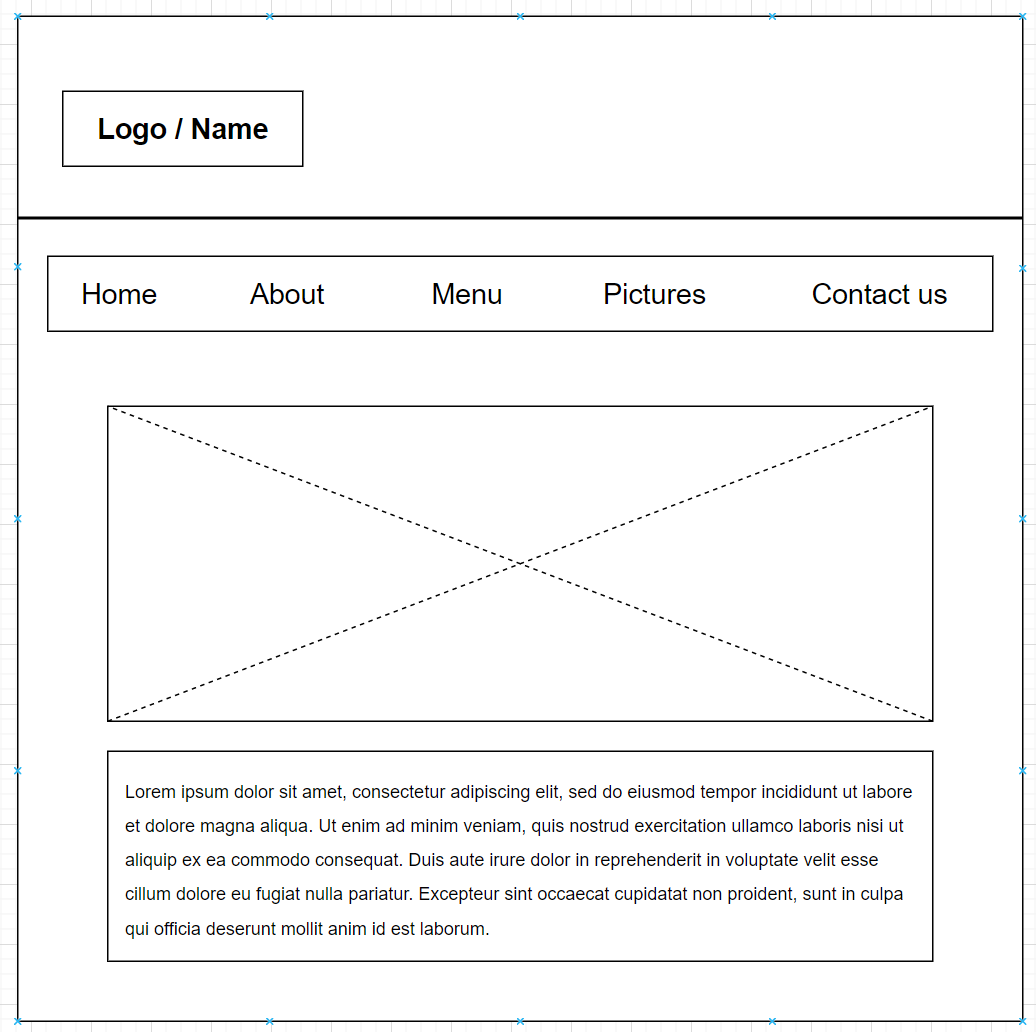 Logo / Name
Home About Menu Pictures Contact us
Lorem ipsum dolor sit amet, consectetur adipiscing elit, sed do eiusmod tempor incididunt ut labore
et dolore magna aliqua. Ut enim ad minim veniam, quis nostrud exercitation ullamco laboris nisi ut
aliquip ex ea commodo consequat. Duis aute irure dolor in reprehenderit in voluptate velit esse
cillum dolore eu fugiat nulla pariatur. Excepteur sint occaecat cupidatat non proident, sunt in culpa
qui officia deserunt mollit anim id est laborum.